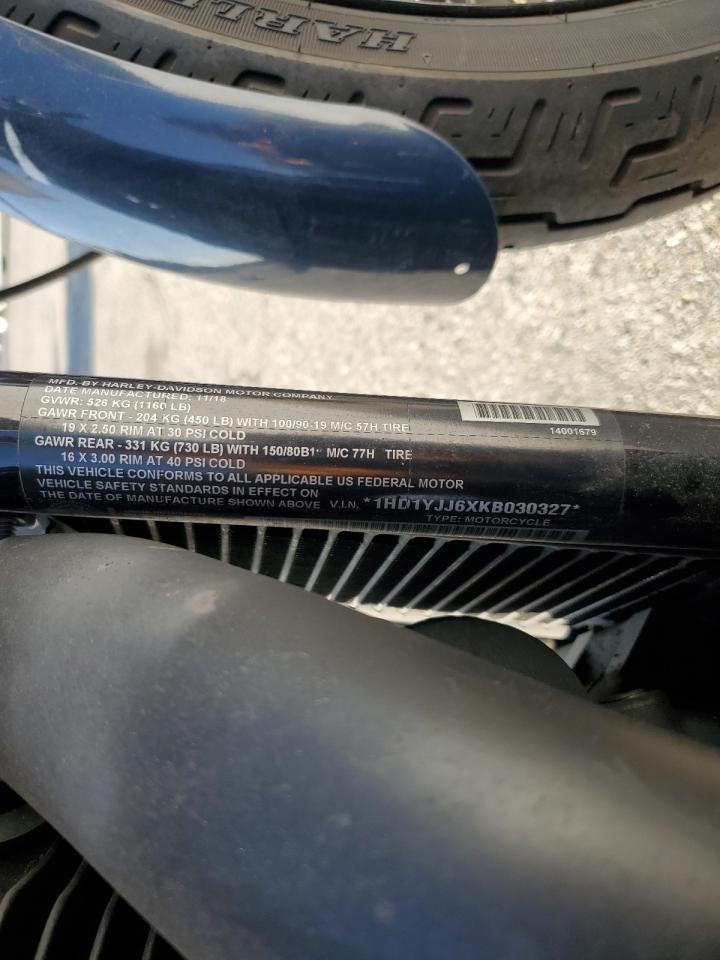 HARLE
MFD. BY HARLEY-DAVIDSON MOTOR COMPANY
DATE MANUFACTURED: 11/18
GVWR: 526 KG (1160 LB)
GAWR FRONT - 204 KG (450 LB) WITH 100/90-19 M/C 57H TIRE
19 X 2.50 RIM AT 30 PSI COLD
GAWR REAR - 331 KG (730 LB) WITH 150/80B1 M/C 77H TIRE
16 X 3.00 RIM AT 40 PSI COLD
THIS VEHICLE CONFORMS TO ALL APPLICABLE US FEDERAL MOTOR
VEHICLE SAFETY STANDARDS IN EFFECT ON
THE DATE OF MANUFACTURE SHOWN ABOVE V.I.N. *1HD1YJJ6XKB030327*
TYPE: MOTORCYCLE
14001679